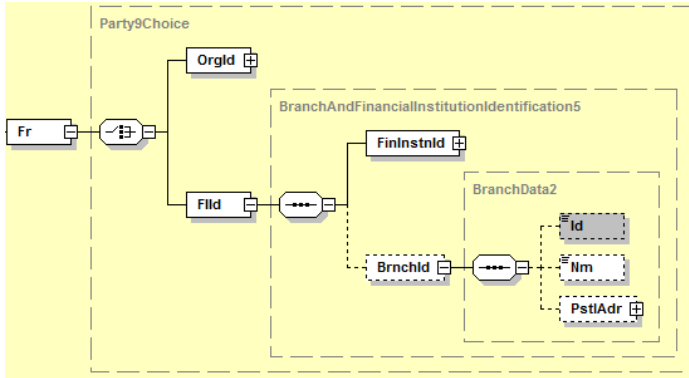 Party9Choice
OrgId
BranchAndFinancialInstitutionIdentification5
Fr
FinInstnId
BranchData2
FIId
Id
BrnchId
Nm
PstlAdr